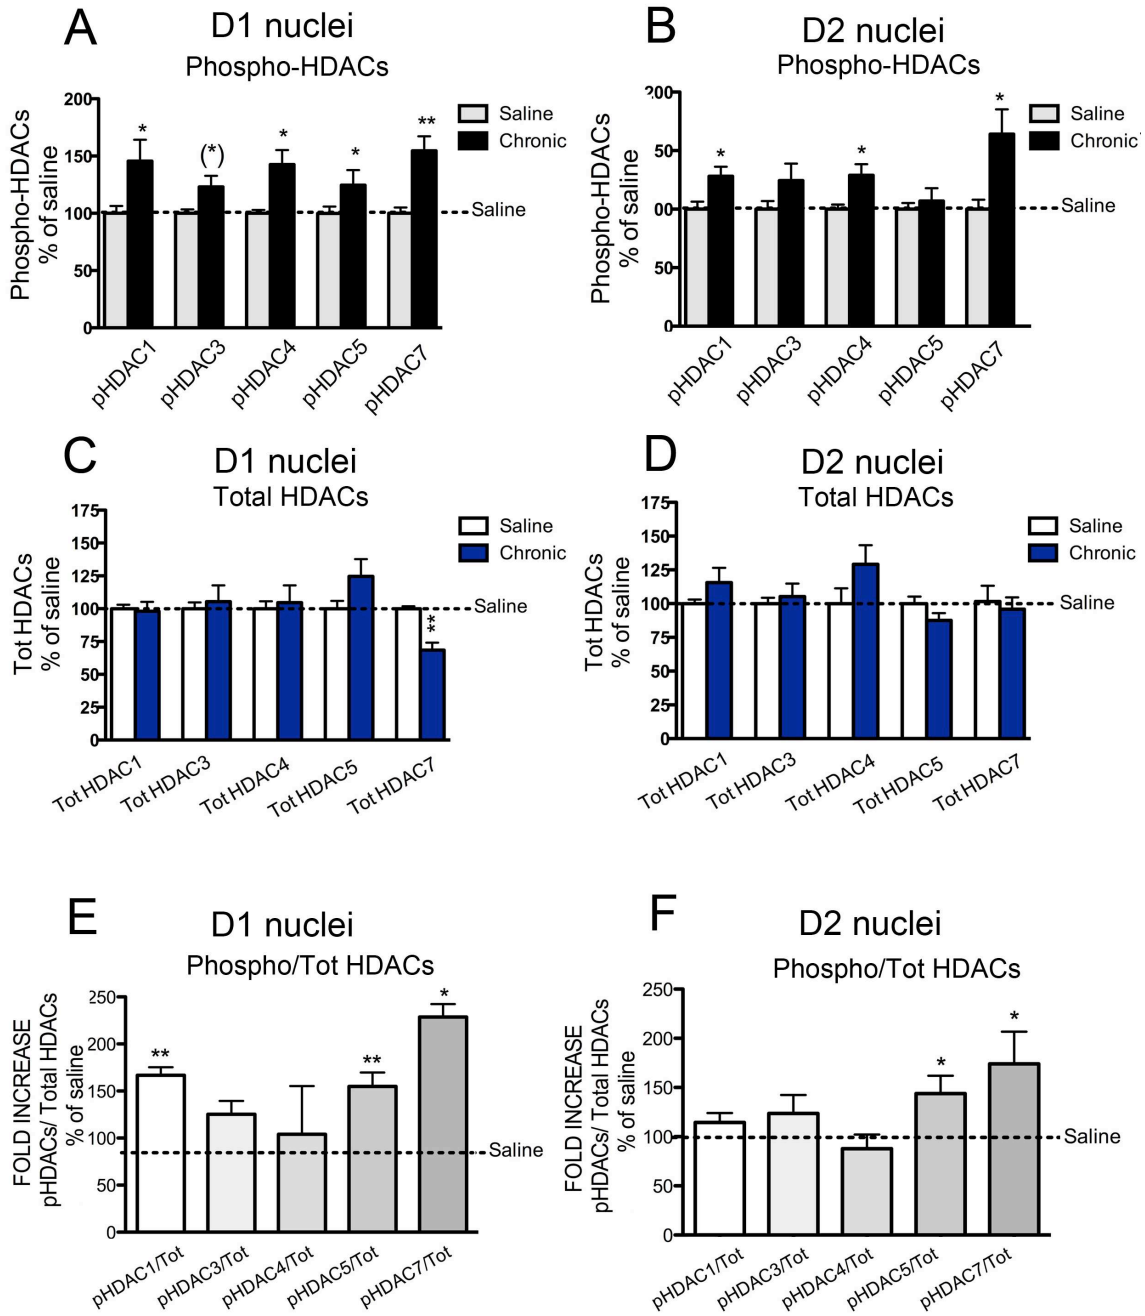 A
D1 nuclei
Phospho-HDACs
Phospho-HDACs
% of saline
200
150
100
50
0
*
(*)
*
*
**
Saline
Chronic
Saline
pHDAC1
pHDAC3
pHDAC4
pHDAC5
pHDAC7
B
D2 nuclei
Phospho-HDACs
Phospho-HDACs
% of saline
200
50
00
50
0
*
*
*
Saline
Chronic
Saline
pHDAC1
pHDAC3
pHDAC4
pHDAC5
pHDAC7
C
D1 nuclei
Total HDACs
Tot HDACs
% of saline
175
150
125
100
75
50
25
0
**
Saline
Chronic
Saline
Tot HDAC1
Tot HDAC3
Tot HDAC4
Tot HDAC5
Tot HDAC7
D
D2 nuclei
Total HDACs
Tot HDACs
% of saline
175
150
125
100
75
50
25
0
Saline
Chronic
Saline
Tot HDAC1
Tot HDAC3
Tot HDAC4
Tot HDAC5
Tot HDAC7
E
D1 nuclei
Phospho/Tot HDACs
FOLD INCREASE
pHDACs/ Total HDACs
% of saline
250
200
150
100
50
0
**
**
*
Saline
pHDAC1/Tot
pHDAC3/Tot
pHDAC4/Tot
pHDAC5/Tot
pHDAC7/Tot
F
D2 nuclei
Phospho/Tot HDACs
FOLD INCREASE
pHDACs/ Total HDACs
% of saline
250
200
150
100
50
0
*
*
Saline
pHDAC1/Tot
pHDAC3/Tot
pHDAC4/Tot
pHDAC5/Tot
pHDAC7/Tot